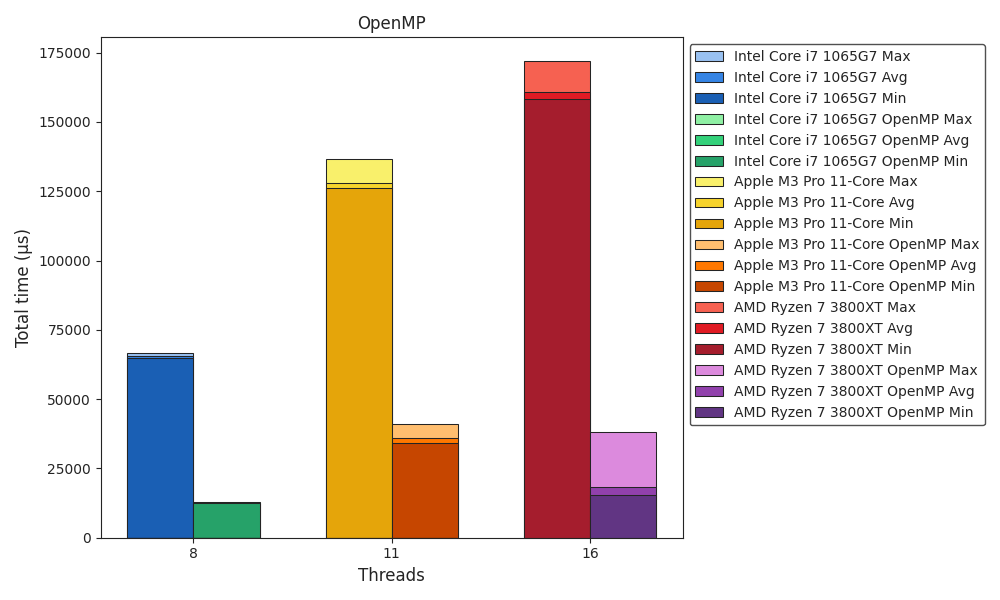 OpenMP
Total time (µs)
175000
150000
125000
100000
75000
50000
25000
0
8
11
16
Threads
Intel Core i7 1065G7 Max
Intel Core i7 1065G7 Avg
Intel Core i7 1065G7 Min
Intel Core i7 1065G7 OpenMP Max
Intel Core i7 1065G7 OpenMP Avg
Intel Core i7 1065G7 OpenMP Min
Apple M3 Pro 11-Core Max
Apple M3 Pro 11-Core Avg
Apple M3 Pro 11-Core Min
Apple M3 Pro 11-Core OpenMP Max
Apple M3 Pro 11-Core OpenMP Avg
Apple M3 Pro 11-Core OpenMP Min
AMD Ryzen 7 3800XT Max
AMD Ryzen 7 3800XT Avg
AMD Ryzen 7 3800XT Min
AMD Ryzen 7 3800XT OpenMP Max
AMD Ryzen 7 3800XT OpenMP Avg
AMD Ryzen 7 3800XT OpenMP Min